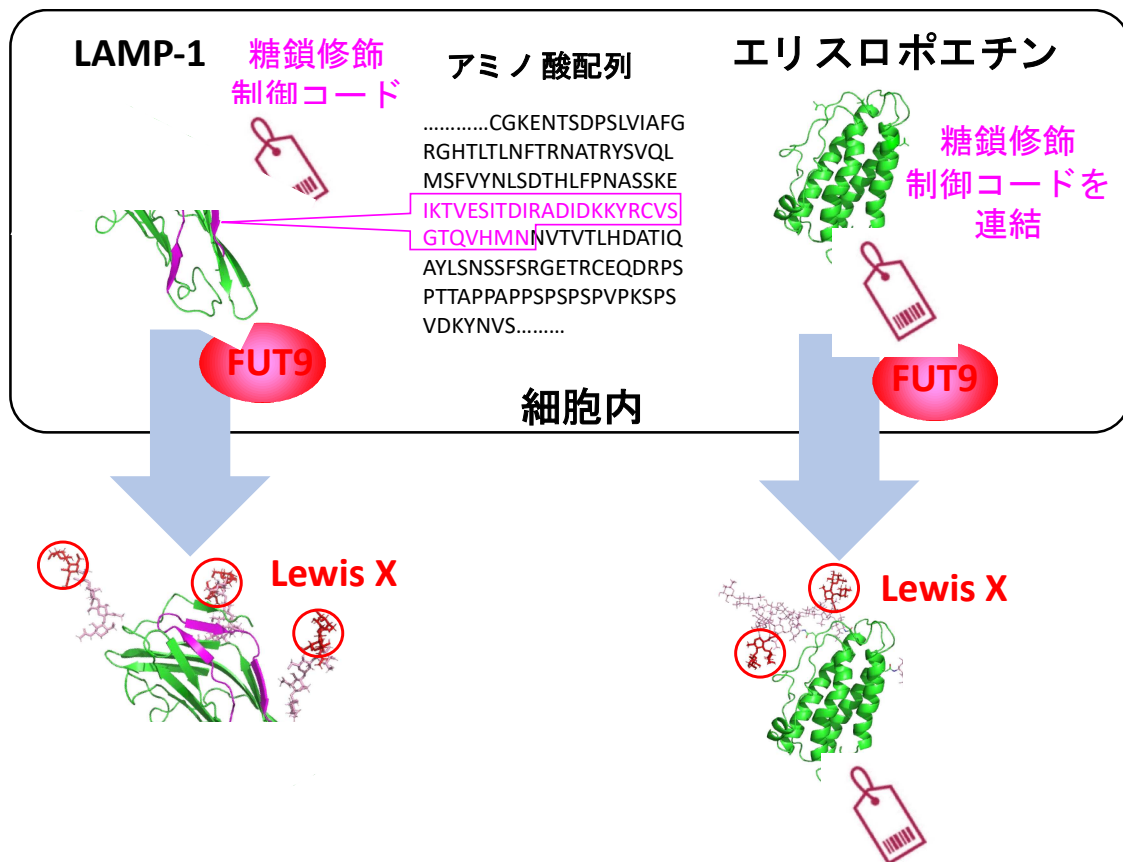 LAMP-1
糖鎖修飾
制御コード
アミノ酸配列
…………CGKENTSDPSLVIAFG
RGHTLTLNFTRNATRYSVQL
MSFVYNLSDTHLFPNASSKE
IKTVESITDIRADIDKKYRCVS
GTQVHMNNVTVTLHDATIQ
AYLSNSSFSRGETRCEQDRPS
PTTAPPAPPSPSPSPVPKSPS
VDKYNVS………
エリスロポエチン
糖鎖修飾
制御コードを
連結
FUT9
FUT9
細胞内
Lewis X
Lewis X